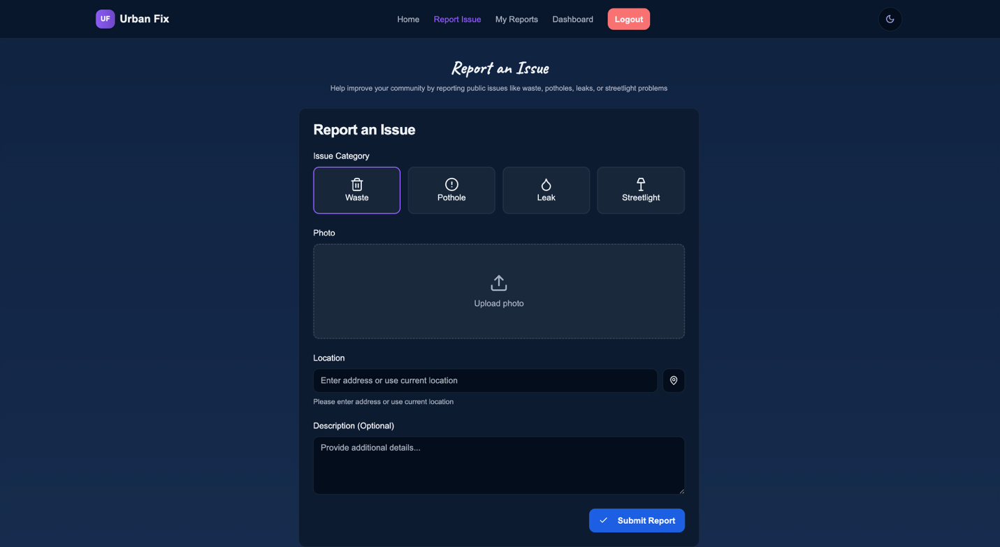 UF Urban Fix Home Report Issue My Reports Dashboard Logout
Report an Issue
Help improve your community by reporting public issues like waste, potholes, leaks, or streetlight problems
Report an Issue
Issue Category
Waste Pothole Leak Streetlight
Photo
Upload photo
Location
Enter address or use current location
Please enter address or use current location
Description (Optional)
Provide additional details...
Submit Report